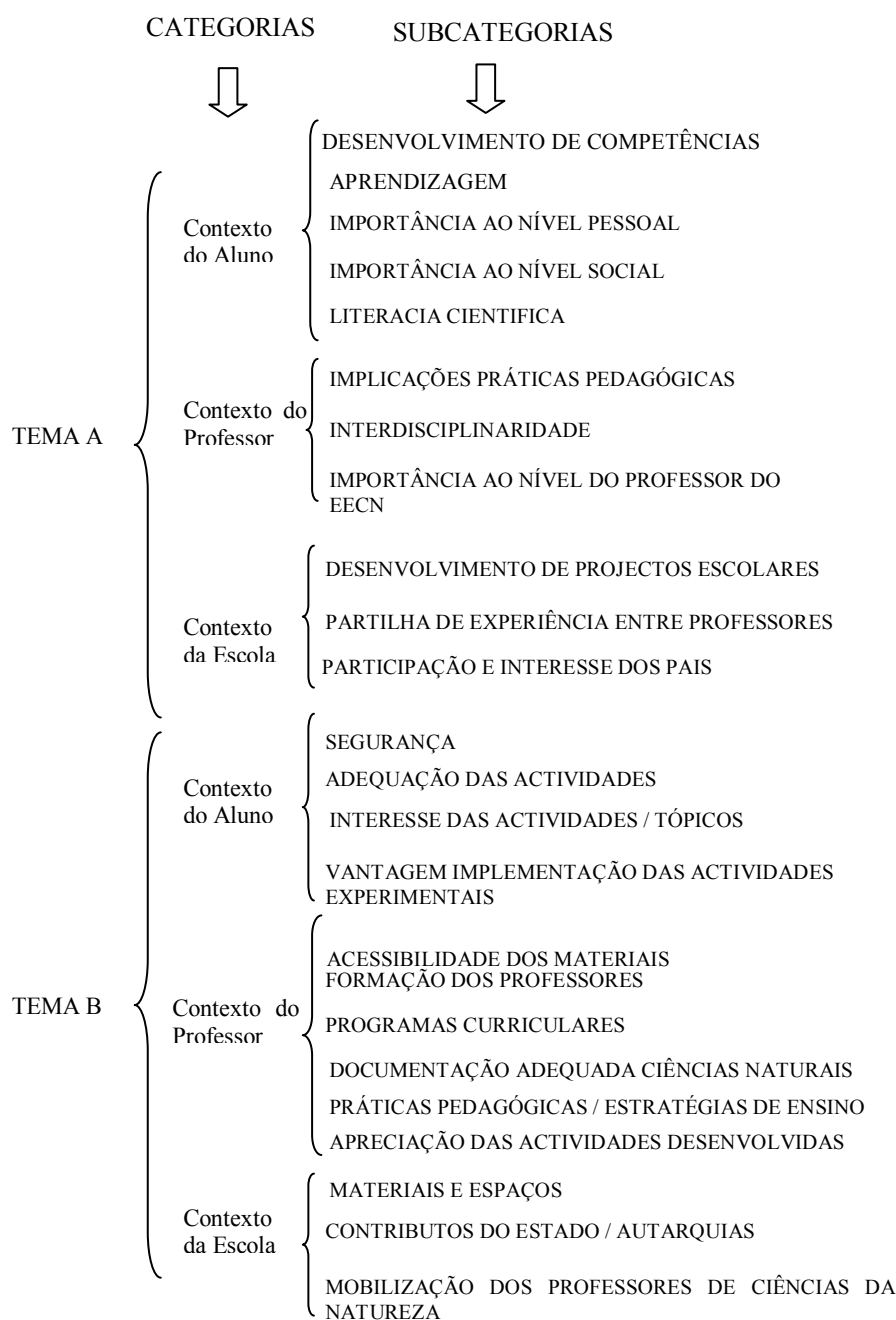 CATEGORIAS
SUBCATEGORIAS
TEMA A
Contexto
do Aluno
DESENVOLVIMENTO DE COMPETÊNCIAS
APRENDIZAGEM
IMPORTÂNCIA AO NÍVEL PESSOAL
IMPORTÂNCIA AO NÍVEL SOCIAL
LITERACIA CIENTIFICA
Contexto do
Professor
IMPLICAÇÕES PRÁTICAS PEDAGÓGICAS
INTERDISCIPLINARIDADE
IMPORTÂNCIA AO NÍVEL DO PROFESSOR DO
EECN
Contexto
da Escola
DESENVOLVIMENTO DE PROJECTOS ESCOLARES
PARTILHA DE EXPERIÊNCIA ENTRE PROFESSORES
PARTICIPAÇÃO E INTERESSE DOS PAIS
TEMA B
Contexto
do Aluno
SEGURANÇA
ADEQUAÇÃO DAS ACTIVIDADES
INTERESSE DAS ACTIVIDADES / TÓPICOS
VANTAGEM IMPLEMENTAÇÃO DAS ACTIVIDADES
EXPERIMENTAIS
Contexto do
Professor
ACESSIBILIDADE DOS MATERIAIS
FORMAÇÃO DOS PROFESSORES
PROGRAMAS CURRICULARES
DOCUMENTAÇÃO ADEQUADA CIÊNCIAS NATURAIS
PRÁTICAS PEDAGÓGICAS / ESTRATÉGIAS DE ENSINO
APRECIAÇÃO DAS ACTIVIDADES DESENVOLVIDAS
Contexto
da Escola
MATERIAIS E ESPAÇOS
CONTRIBUTOS DO ESTADO / AUTARQUIAS
MOBILIZAÇÃO DOS PROFESSORES DE CIÊNCIAS DA
NATUREZA